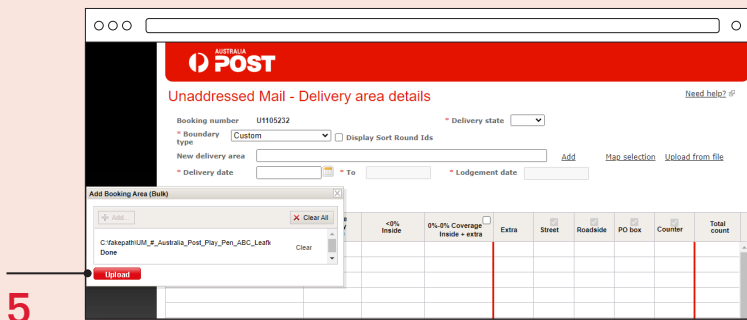 AUSTRALIA
POST
Unaddressed Mail - Delivery area details
Need help?
Booking number U1105232
* Delivery state
* Boundary type Custom
Display Sort Round Ids
New delivery area
Add Map selection Upload from file
* Delivery date
* To
* Lodgement date
Add Booking Area (Bulk)
Add...
Clear All
C:\fakepath\UM_#_Australia_Post_Play_Pen_ABC_Leafl
Clear
Done
Upload
<0% Inside
0%-0% Coverage Inside + extra
Extra
Street
Roadside
PO box
Counter
Total count
5